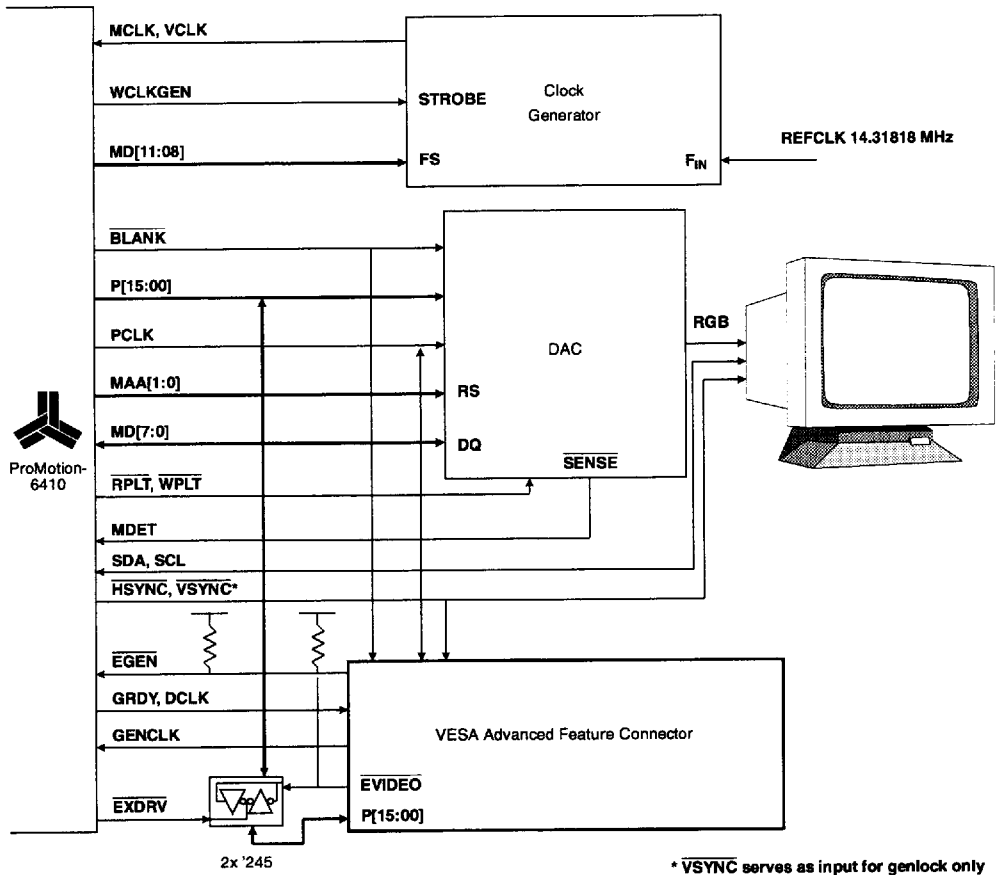 MCLK, VCLK
WCLKGEN
STROBE
Clock
Generator
REFCLK 14.31818 MHz
MD[11:08]
FS
FIN
BLANK
P[15:00]
PCLK
DAC
RGB
MAA[1:0]
RS
MD[7:0]
DQ
ProMotion-
6410
SENSE
RPLT, WPLT
MDET
SDA, SCL
HSYNC, VSYNC*
EGEN
GRDY, DCLK
GENCLK
VESA Advanced Feature Connector
EVIDEO
EXDRV
P[15:00]
2x '245
* VSYNC serves as input for genlock only